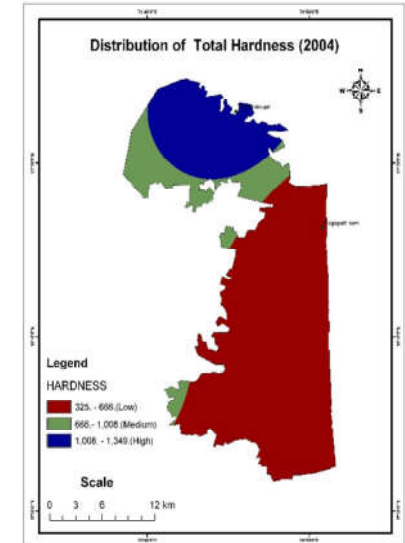 Distribution of Total Hardness (2004)
N
W E
S
Legend
HARDNESS
325. - 666.(Low)
666.- 1,008.(Medium)
1,008. - 1,349.(High)
Scale
0 3 6 12 km